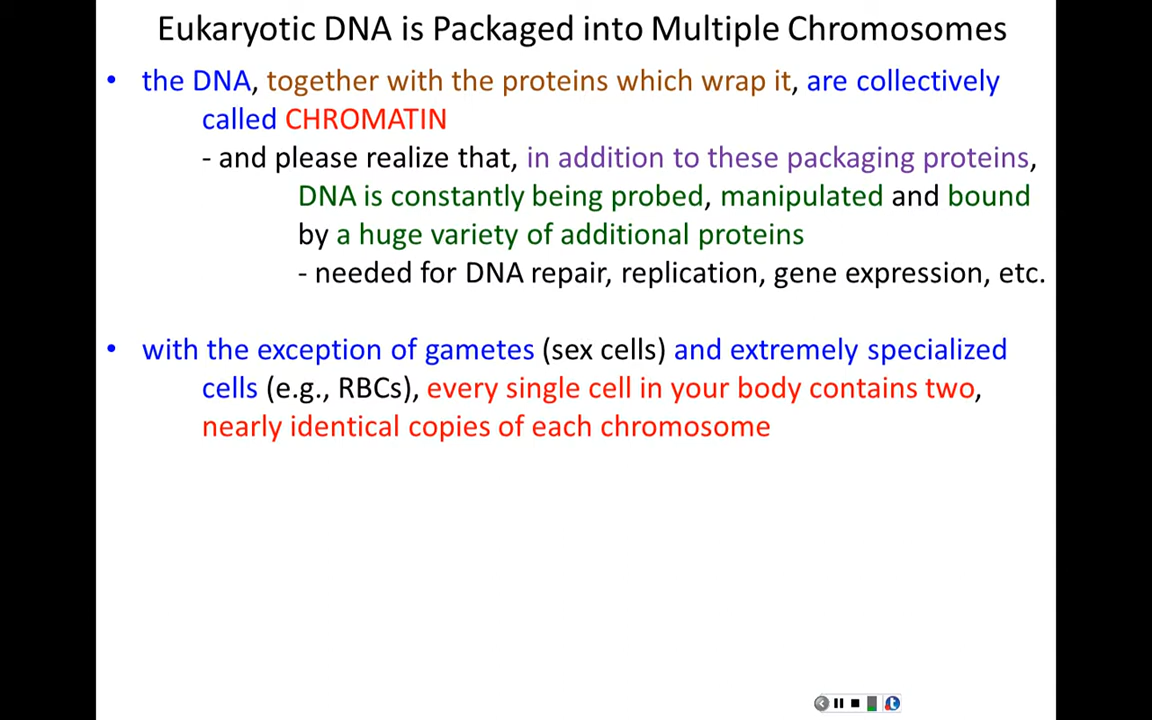 Eukaryotic DNA is Packaged into Multiple Chromosomes
• the DNA, together with the proteins which wrap it, are collectively
called CHROMATIN
- and please realize that, in addition to these packaging proteins,
DNA is constantly being probed, manipulated and bound
by a huge variety of additional proteins
- needed for DNA repair, replication, gene expression, etc.
• with the exception of gametes (sex cells) and extremely specialized
cells (e.g., RBCs), every single cell in your body contains two,
nearly identical copies of each chromosome
t